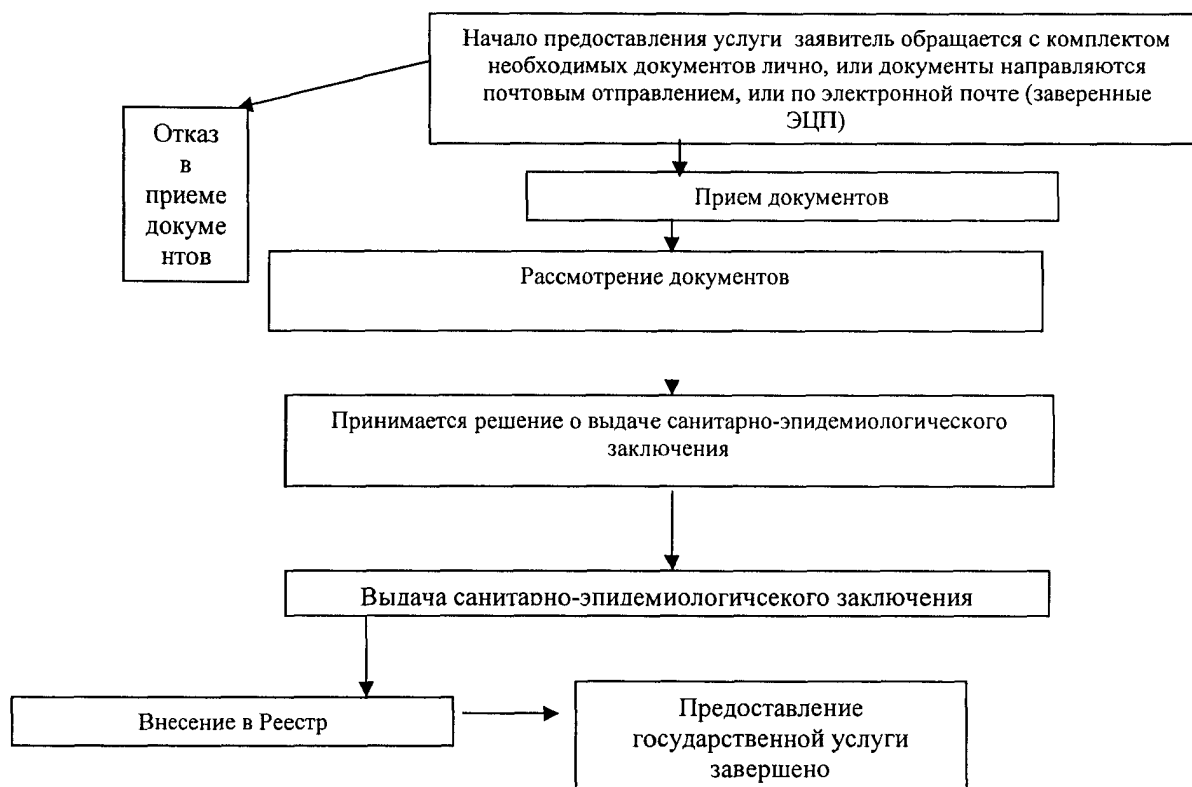 Начало предоставления услуги заявитель обращается с комплектом
необходимых документов лично, или документы направляются
почтовым отправлением, или по электронной почте (заверенные
ЭЦП)
Отказ
в
приеме
докуме
нтов
Прием документов
Рассмотрение документов
Принимается решение о выдаче санитарно-эпидемиологического
заключения
Выдача санитарно-эпидемиологичсекого заключения
Внесение в Реестр
Предоставление
государственной услуги
завершено